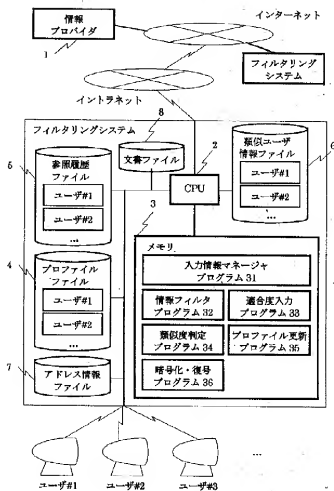 情報
プロバイダ
1
インターネット
フィルタリング
システム
イントラネット
フィルタリングシステム
8
文書ファイル
2
CPU
類似ユーザ
情報ファイル
6
ユーザ#1
ユーザ#2
...
5
参照履歴
ファイル
ユーザ#1
ユーザ#2
...
3
メモリ
入力情報マネージャ
プログラム 31
情報フィルタ
プログラム 32
適合度入力
プログラム 33
類似度判定
プログラム 34
プロファイル更新
プログラム 35
暗号化・復号
プログラム 36
4
プロファイル
ファイル
ユーザ#1
ユーザ#2
...
7
アドレス情報
ファイル
ユーザ#1
ユーザ#2
ユーザ#3
...